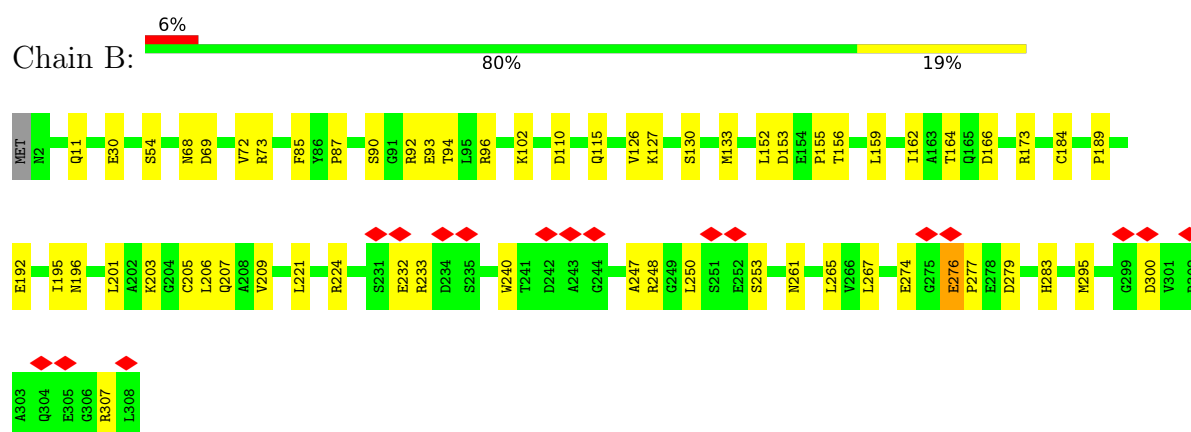 6%
Chain B:
80% 19%
MET N2 Q11 E30 S54 N68 D69 V72 R73 F85 Y86 P87 S90 G91 R92 E93 T94 L95 R96 K102 D110 Q115 V126 K127 S130 M133 L152 D153 E154 P155 T156 L159 I162 A163 T164 Q165 D166 R173 C184 P189
E192 I195 N196 L201 A202 K203 G204 C205 L206 Q207 A208 V209 L221 R224 S231 E232 R233 D234 S235 W240 T241 D242 A243 G244 A247 R248 G249 L250 S251 E252 S253 N261 L265 V266 L267 E274 G275 E276 P277 E278 D279 H283 M295 G299 D300 V301
A303 Q304 E305 G306 R307 L308